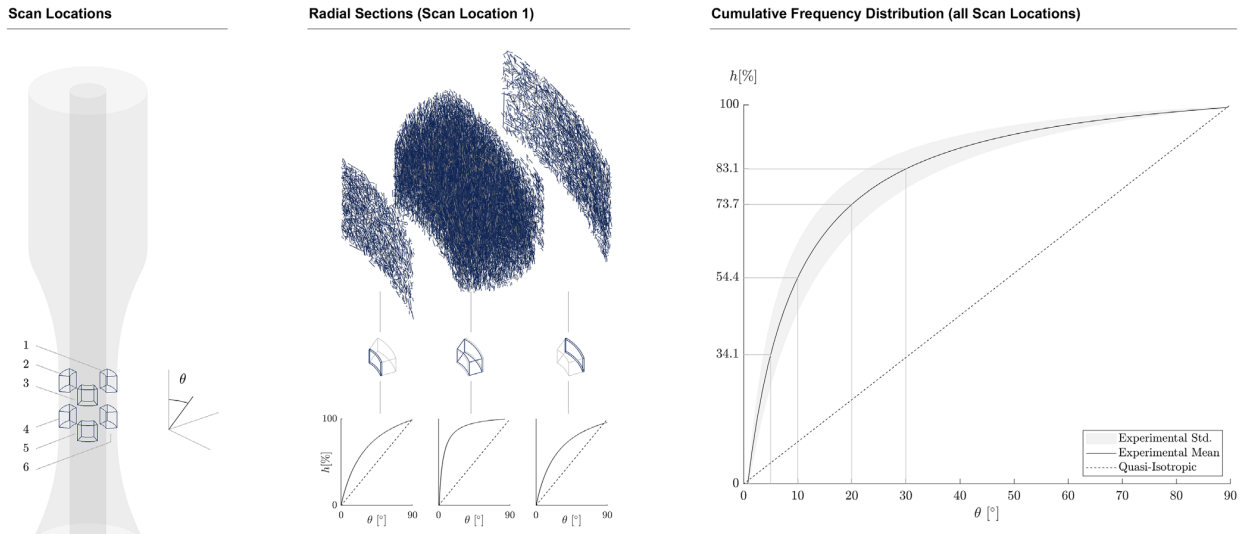 Scan Locations
1
2
3
4
5
6
θ
Radial Sections (Scan Location 1)
h[%]
100
0
0
90
θ [°]
0
90
θ [°]
0
90
θ [°]
Cumulative Frequency Distribution (all Scan Locations)
h[%]
100
83.1
73.7
54.4
34.1
0
0 10 20 30 40 50 60 70 80 90
θ [°]
Experimental Std.
Experimental Mean
Quasi-Isotropic